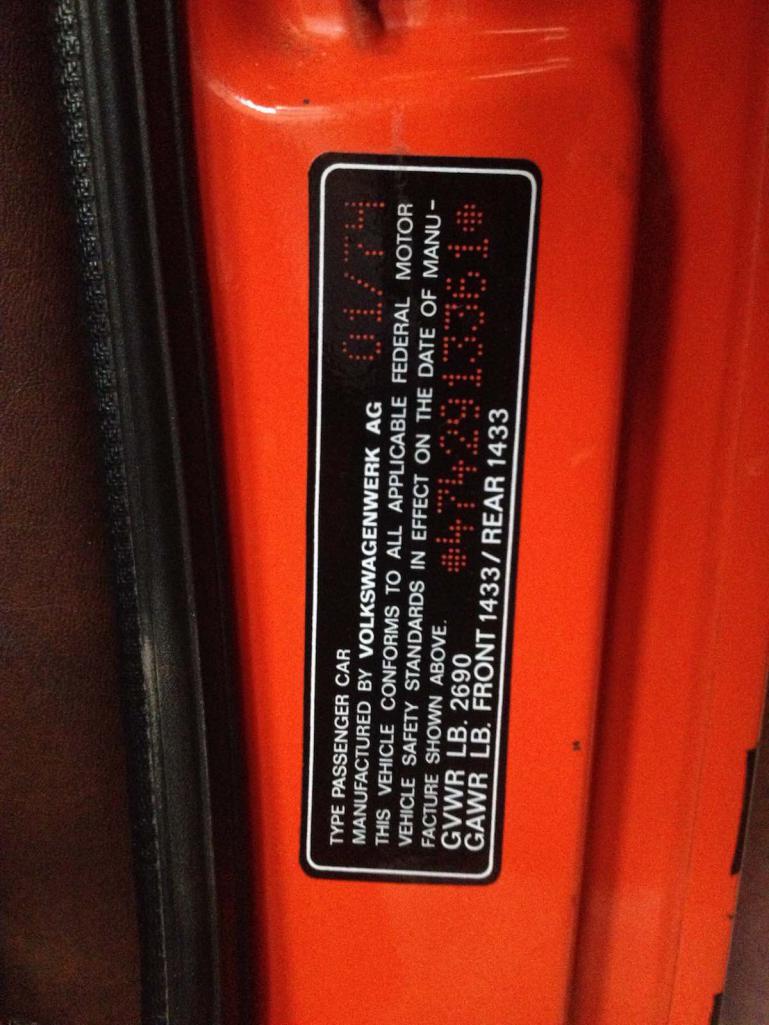 TYPE PASSENGER CAR
MANUFACTURED BY VOLKSWAGENWERK AG 01/74
THIS VEHICLE CONFORMS TO ALL APPLICABLE FEDERAL MOTOR
VEHICLE SAFETY STANDARDS IN EFFECT ON THE DATE OF MANU-
FACTURE SHOWN ABOVE. *4742913361*
GVWR LB. 2690
GAWR LB. FRONT 1433/ REAR 1433